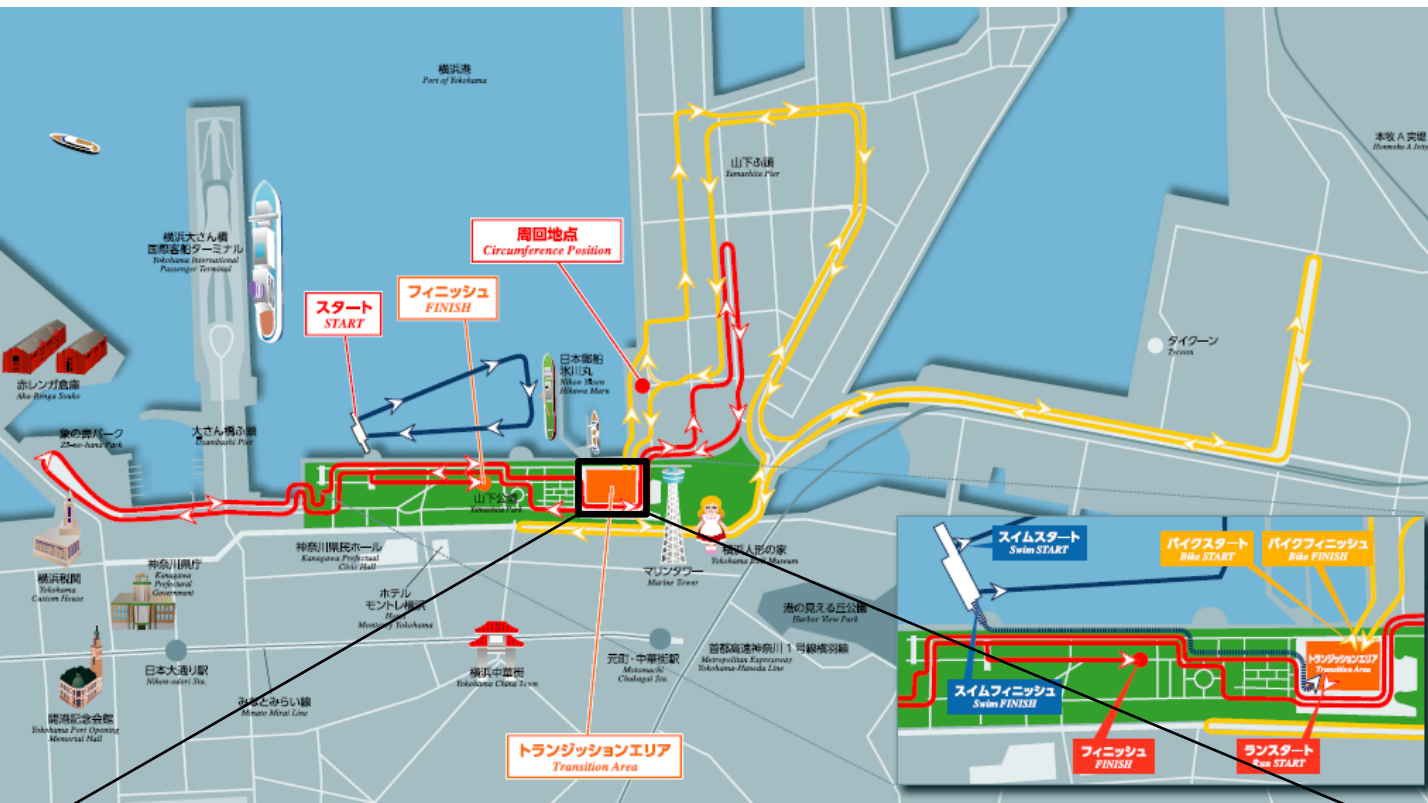 横浜港
Port of Yokohama
本牧A突堤
Honmoku A Jetty
山下ふ頭
Yamashita Pier
横浜大さん橋
国際客船ターミナル
Yokohama International
Passenger Terminal
周回地点
Circumference Position
スタート
START
フィニッシュ
FINISH
日本郵船
氷川丸
Nihon Yusen
Hikawa Maru
タイクーン
Tycoon
赤レンガ倉庫
Aka-Renga Souko
象の鼻パーク
Zō-no-hana Park
大さん橋ふ頭
Osanbashi Pier
山下公園
Yamashita Park
横浜税関
Yokohama
Custom House
神奈川県庁
Kanagawa
Prefectural
Government
神奈川県民ホール
Kanagawa Prefectual
Civic Hall
ホテル
モントレ横浜
Hotel
Monterey Yokohama
マリンタワー
Marine Tower
横浜人形の家
Yokohama Doll Museum
港の見える丘公園
Harbor View Park
日本大通り駅
Nihon-odori Sta.
みなとみらい線
Minato Mirai Line
横浜中華街
Yokohama China Town
元町・中華街駅
Motomachi
Chukagai Sta.
首都高速神奈川1号線横羽線
Metropolitan Expressway
Yokohama-Haneda Line
開港記念会館
Yokohama Port Opening
Memorial Hall
トランジッションエリア
Transition Area
スイムスタート
Swim START
バイクスタート
Bike START
バイクフィニッシュ
Bike FINISH
トランジッションエリア
Transition Area
スイムフィニッシュ
Swim FINISH
フィニッシュ
FINISH
ランスタート
Run START